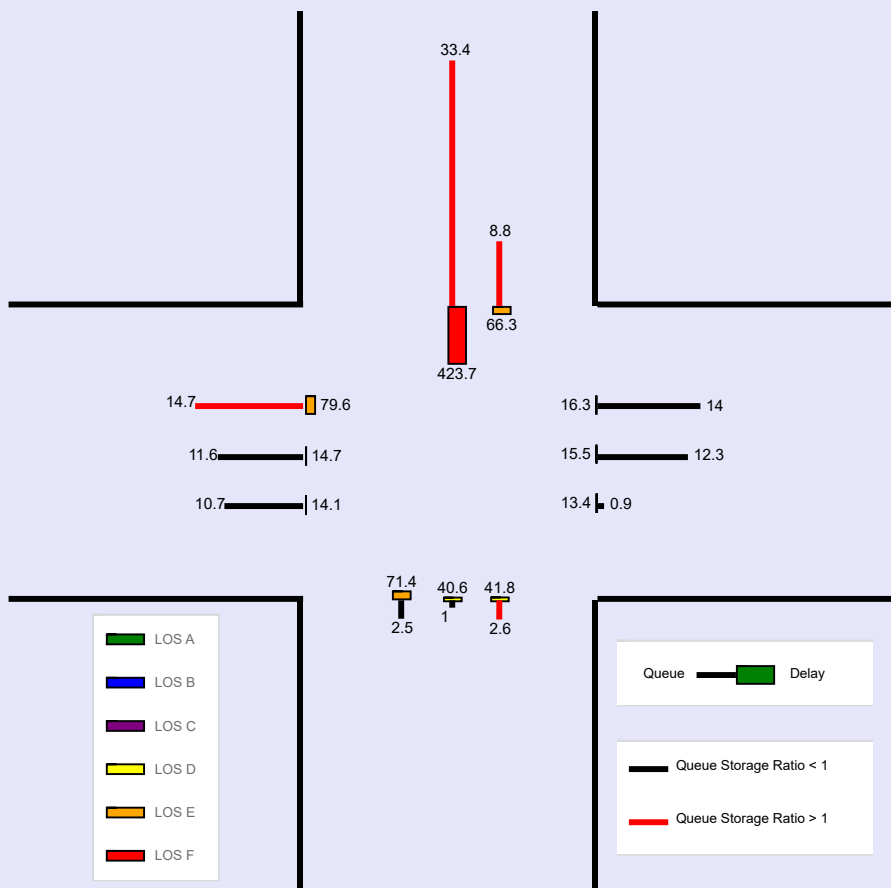 33.4
8.8
66.3
423.7
14.7 79.6
16.3 14
11.6 14.7
15.5 12.3
10.7 14.1
13.4 0.9
71.4 40.6 41.8
2.5 1 2.6
LOS A
LOS B
LOS C
LOS D
LOS E
LOS F
Queue Delay
Queue Storage Ratio < 1
Queue Storage Ratio > 1